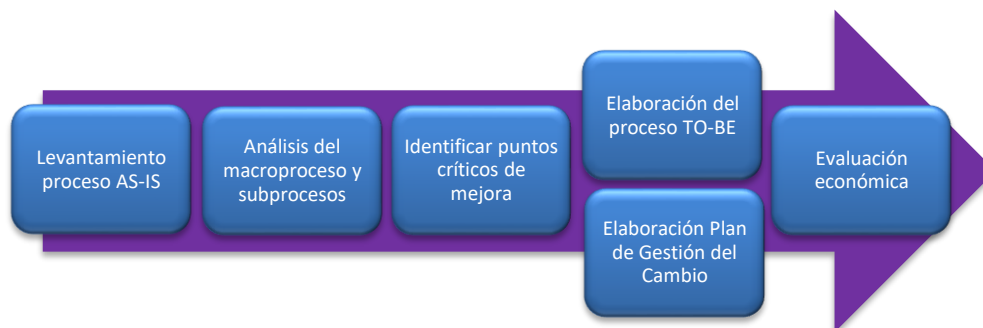 Levantamiento
proceso AS-IS
Análisis del
macroproceso y
subprocesos
Identificar puntos
críticos de
mejora
Elaboración del
proceso TO-BE
Elaboración Plan
de Gestión del
Cambio
Evaluación
económica